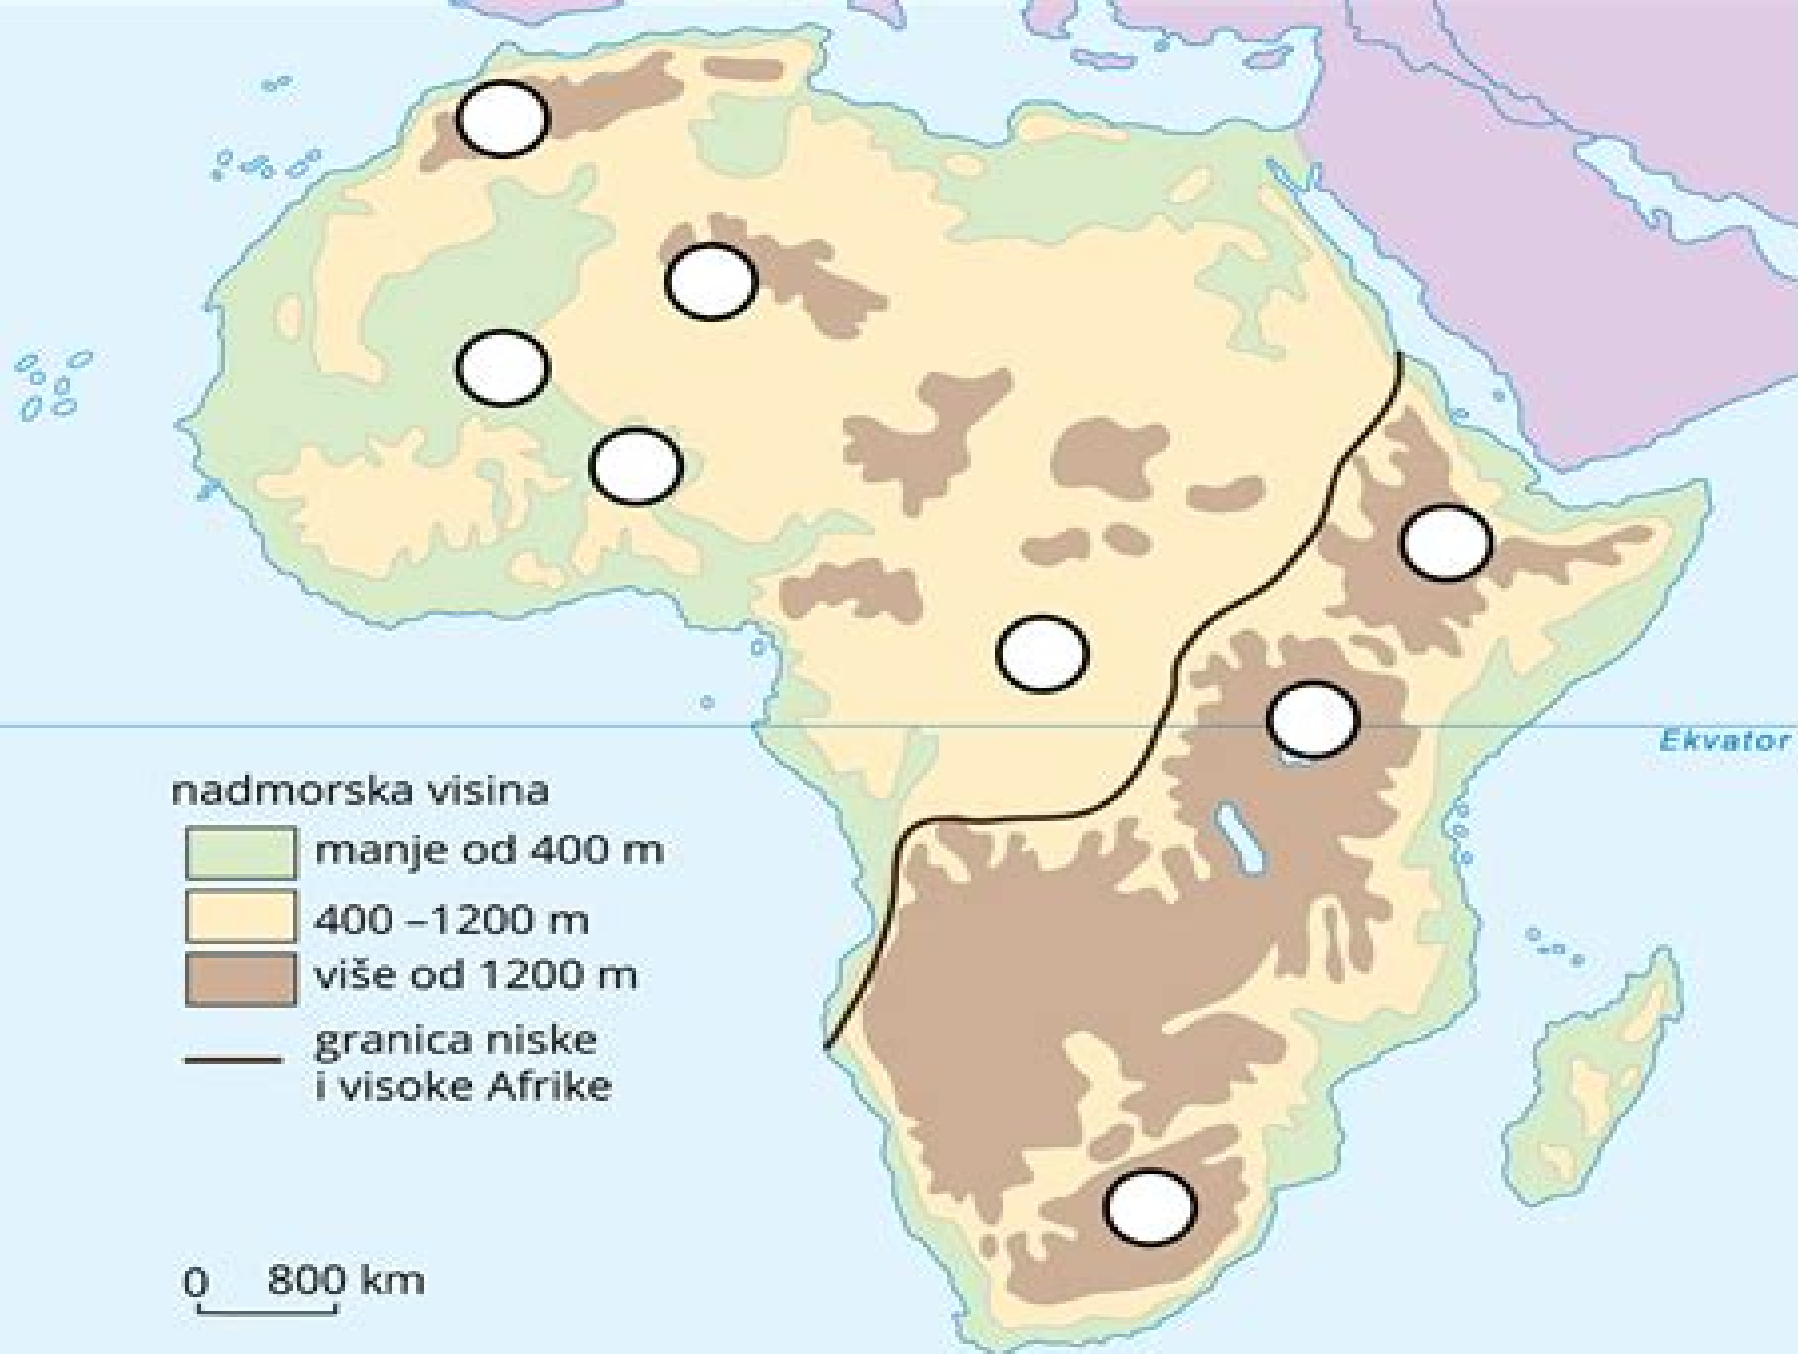 Ekvator
nadmorska visina
manje od 400 m
400 –1200 m
više od 1200 m
granica niske
i visoke Afrike
0 800 km